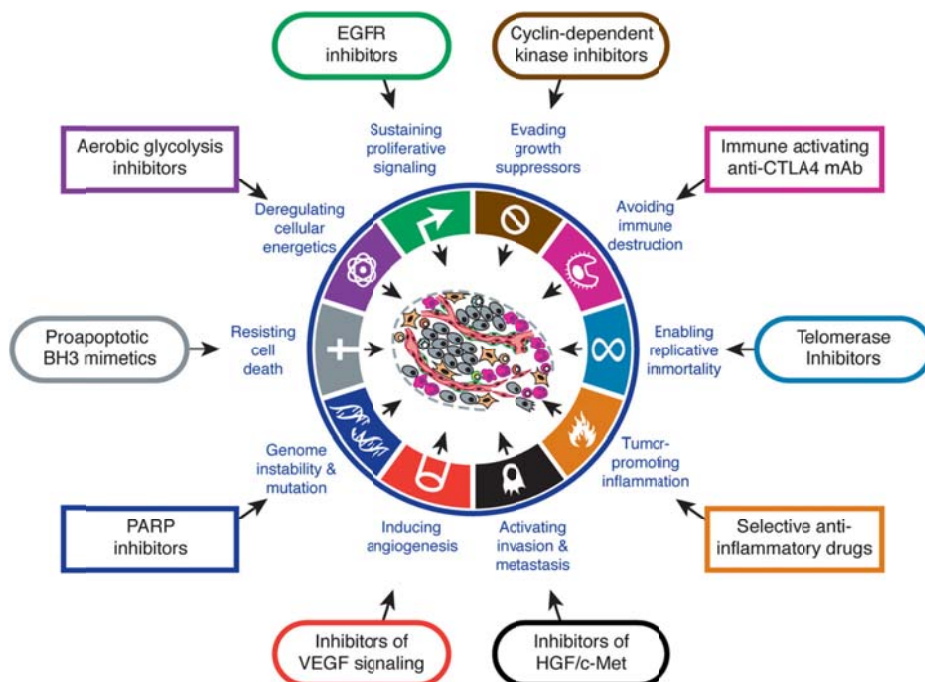 EGFR
inhibitors
Cyclin-dependent
kinase inhibitors
Sustaining
proliferative
signaling
Evading
growth
suppressors
Aerobic glycolysis
inhibitors
Immune activating
anti-CTLA4 mAb
Deregulating
cellular
energetics
Avoiding
immune
destruction
Proapoptotic
BH3 mimetics
Resisting
cell
death
Enabling
replicative
immortality
Telomerase
Inhibitors
Genome
instability &
mutation
Tumor-
promoting
inflammation
PARP
inhibitors
Inducing
angiogenesis
Activating
invasion &
metastasis
Selective anti-
inflammatory drugs
Inhibitors of
VEGF signaling
Inhibitors of
HGF/c-Met